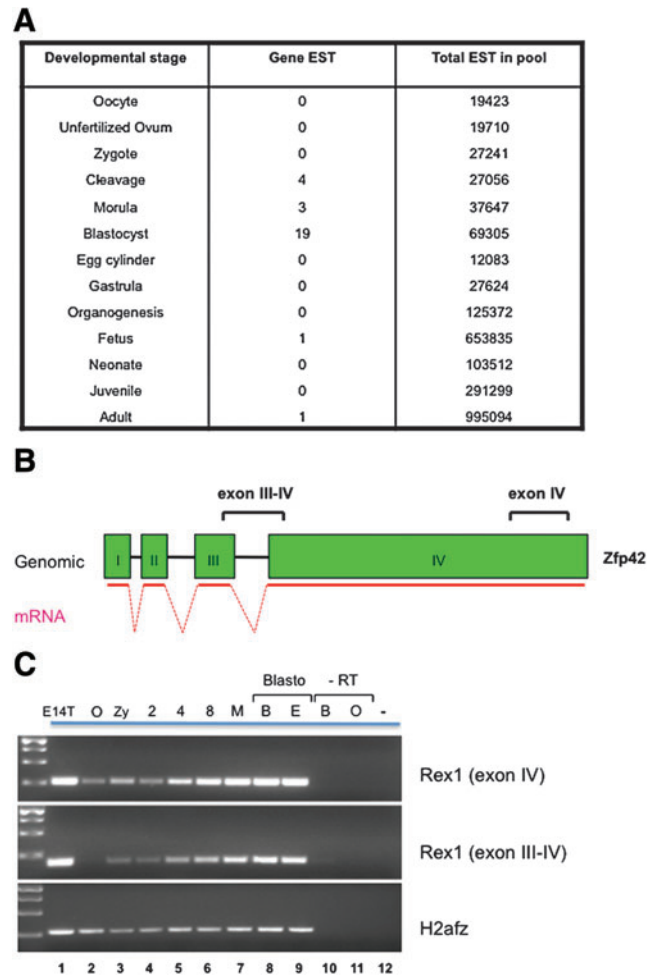 A
Developmental stage Gene EST Total EST in pool
Oocyte 0 19423
Unfertilized Ovum 0 19710
Zygote 0 27241
Cleavage 4 27056
Morula 3 37647
Blastocyst 19 69305
Egg cylinder 0 12083
Gastrula 0 27624
Organogenesis 0 125372
Fetus 1 653835
Neonate 0 103512
Juvenile 0 291299
Adult 1 995094
B
exon III-IV exon IV
Genomic I II III IV Zfp42
mRNA
C
Blasto - RT
E14T O Zy 2 4 8 M B E B O -
Rex1 (exon IV)
Rex1 (exon III-IV)
H2afz
1 2 3 4 5 6 7 8 9 10 11 12